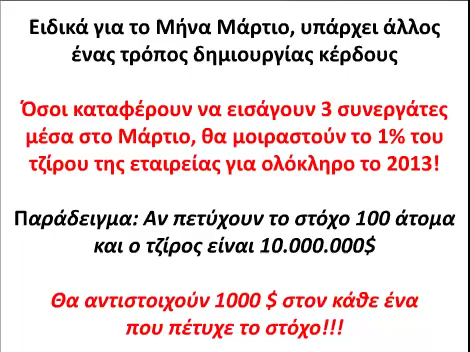 Ειδικά για το Μήνα Μάρτιο, υπάρχει άλλος
ένας τρόπος δημιουργίας κέρδους
Όσοι καταφέρουν να εισάγουν 3 συνεργάτες
μέσα στο Μάρτιο, θα μοιραστούν το 1% του
τζίρου της εταιρείας για ολόκληρο το 2013!
Παράδειγμα: Αν πετύχουν το στόχο 100 άτομα
και ο τζίρος είναι 10.000.000$
Θα αντιστοιχούν 1000 $ στον κάθε ένα
που πέτυχε το στόχο!!!